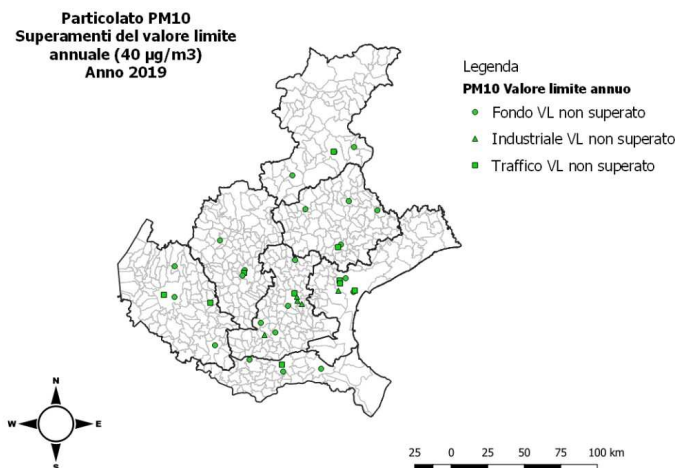 Particolato PM10
Superamenti del valore limite
annuale (40 µg/m3)
Anno 2019
Legenda
PM10 Valore limite annuo
Fondo VL non superato
Industriale VL non superato
Traffico VL non superato
N
W E
S
25 0 25 50 75 100 km